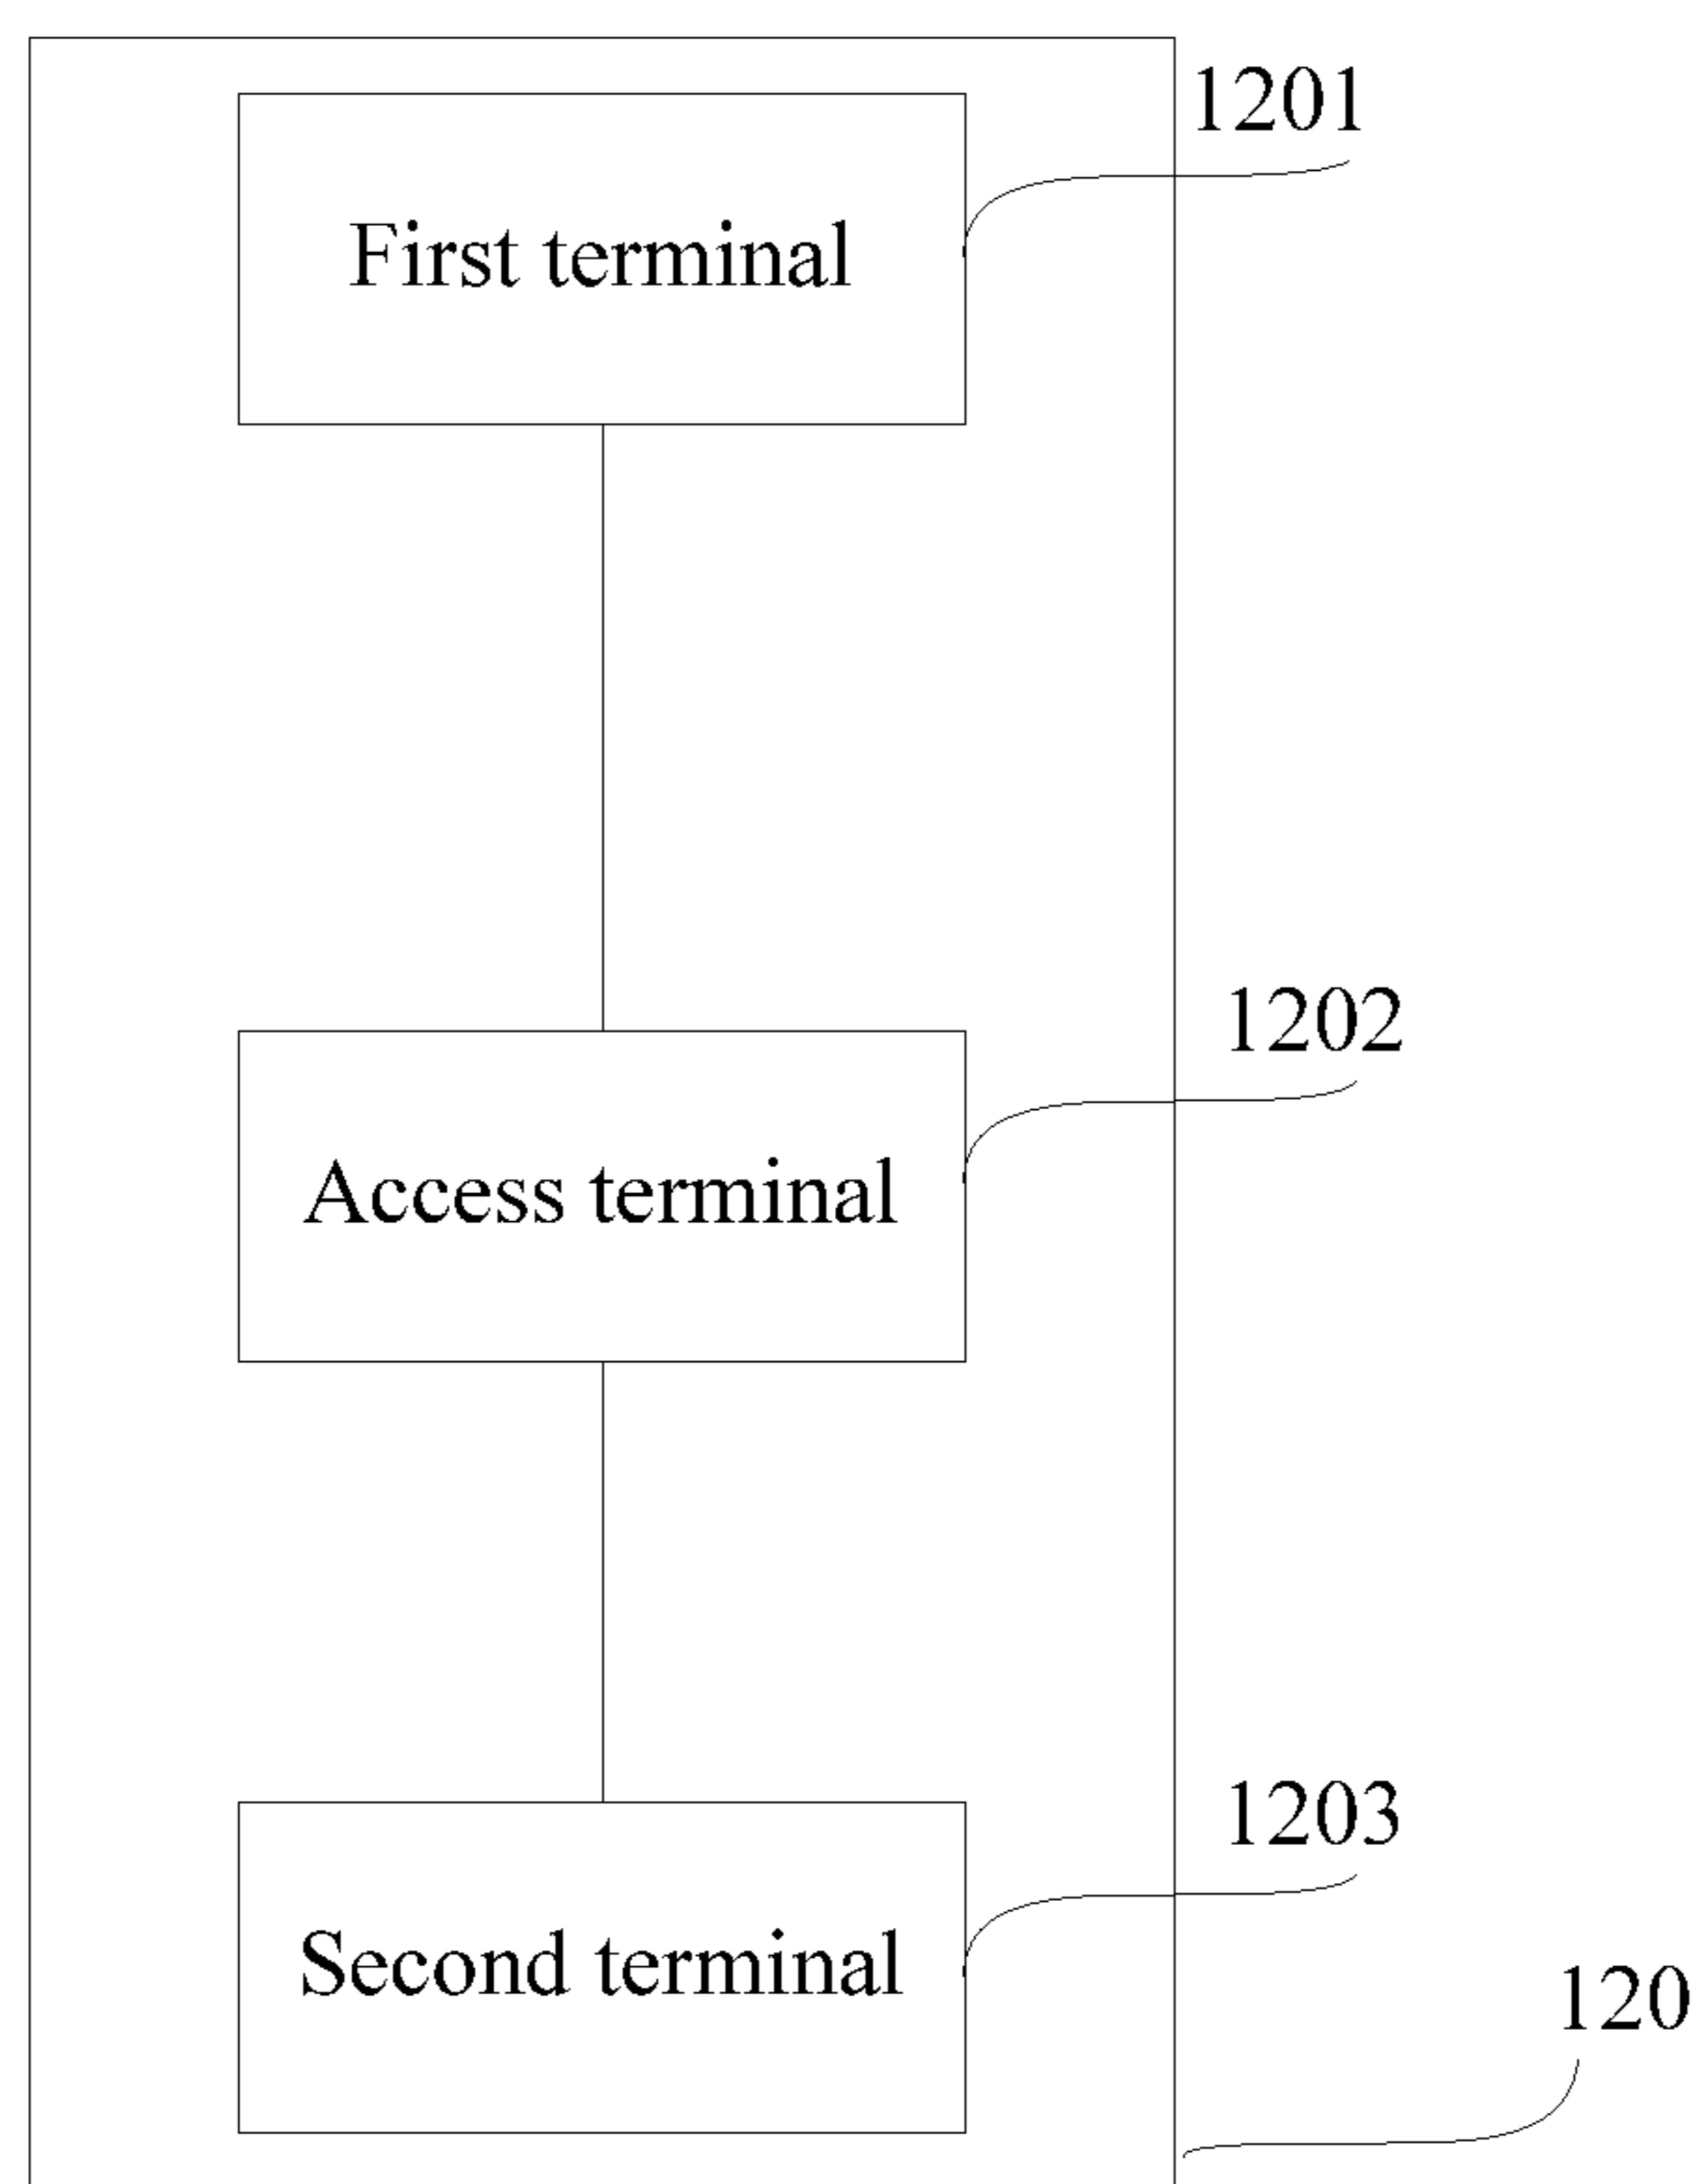 1201
First terminal
1202
Access terminal
1203
Second terminal
120